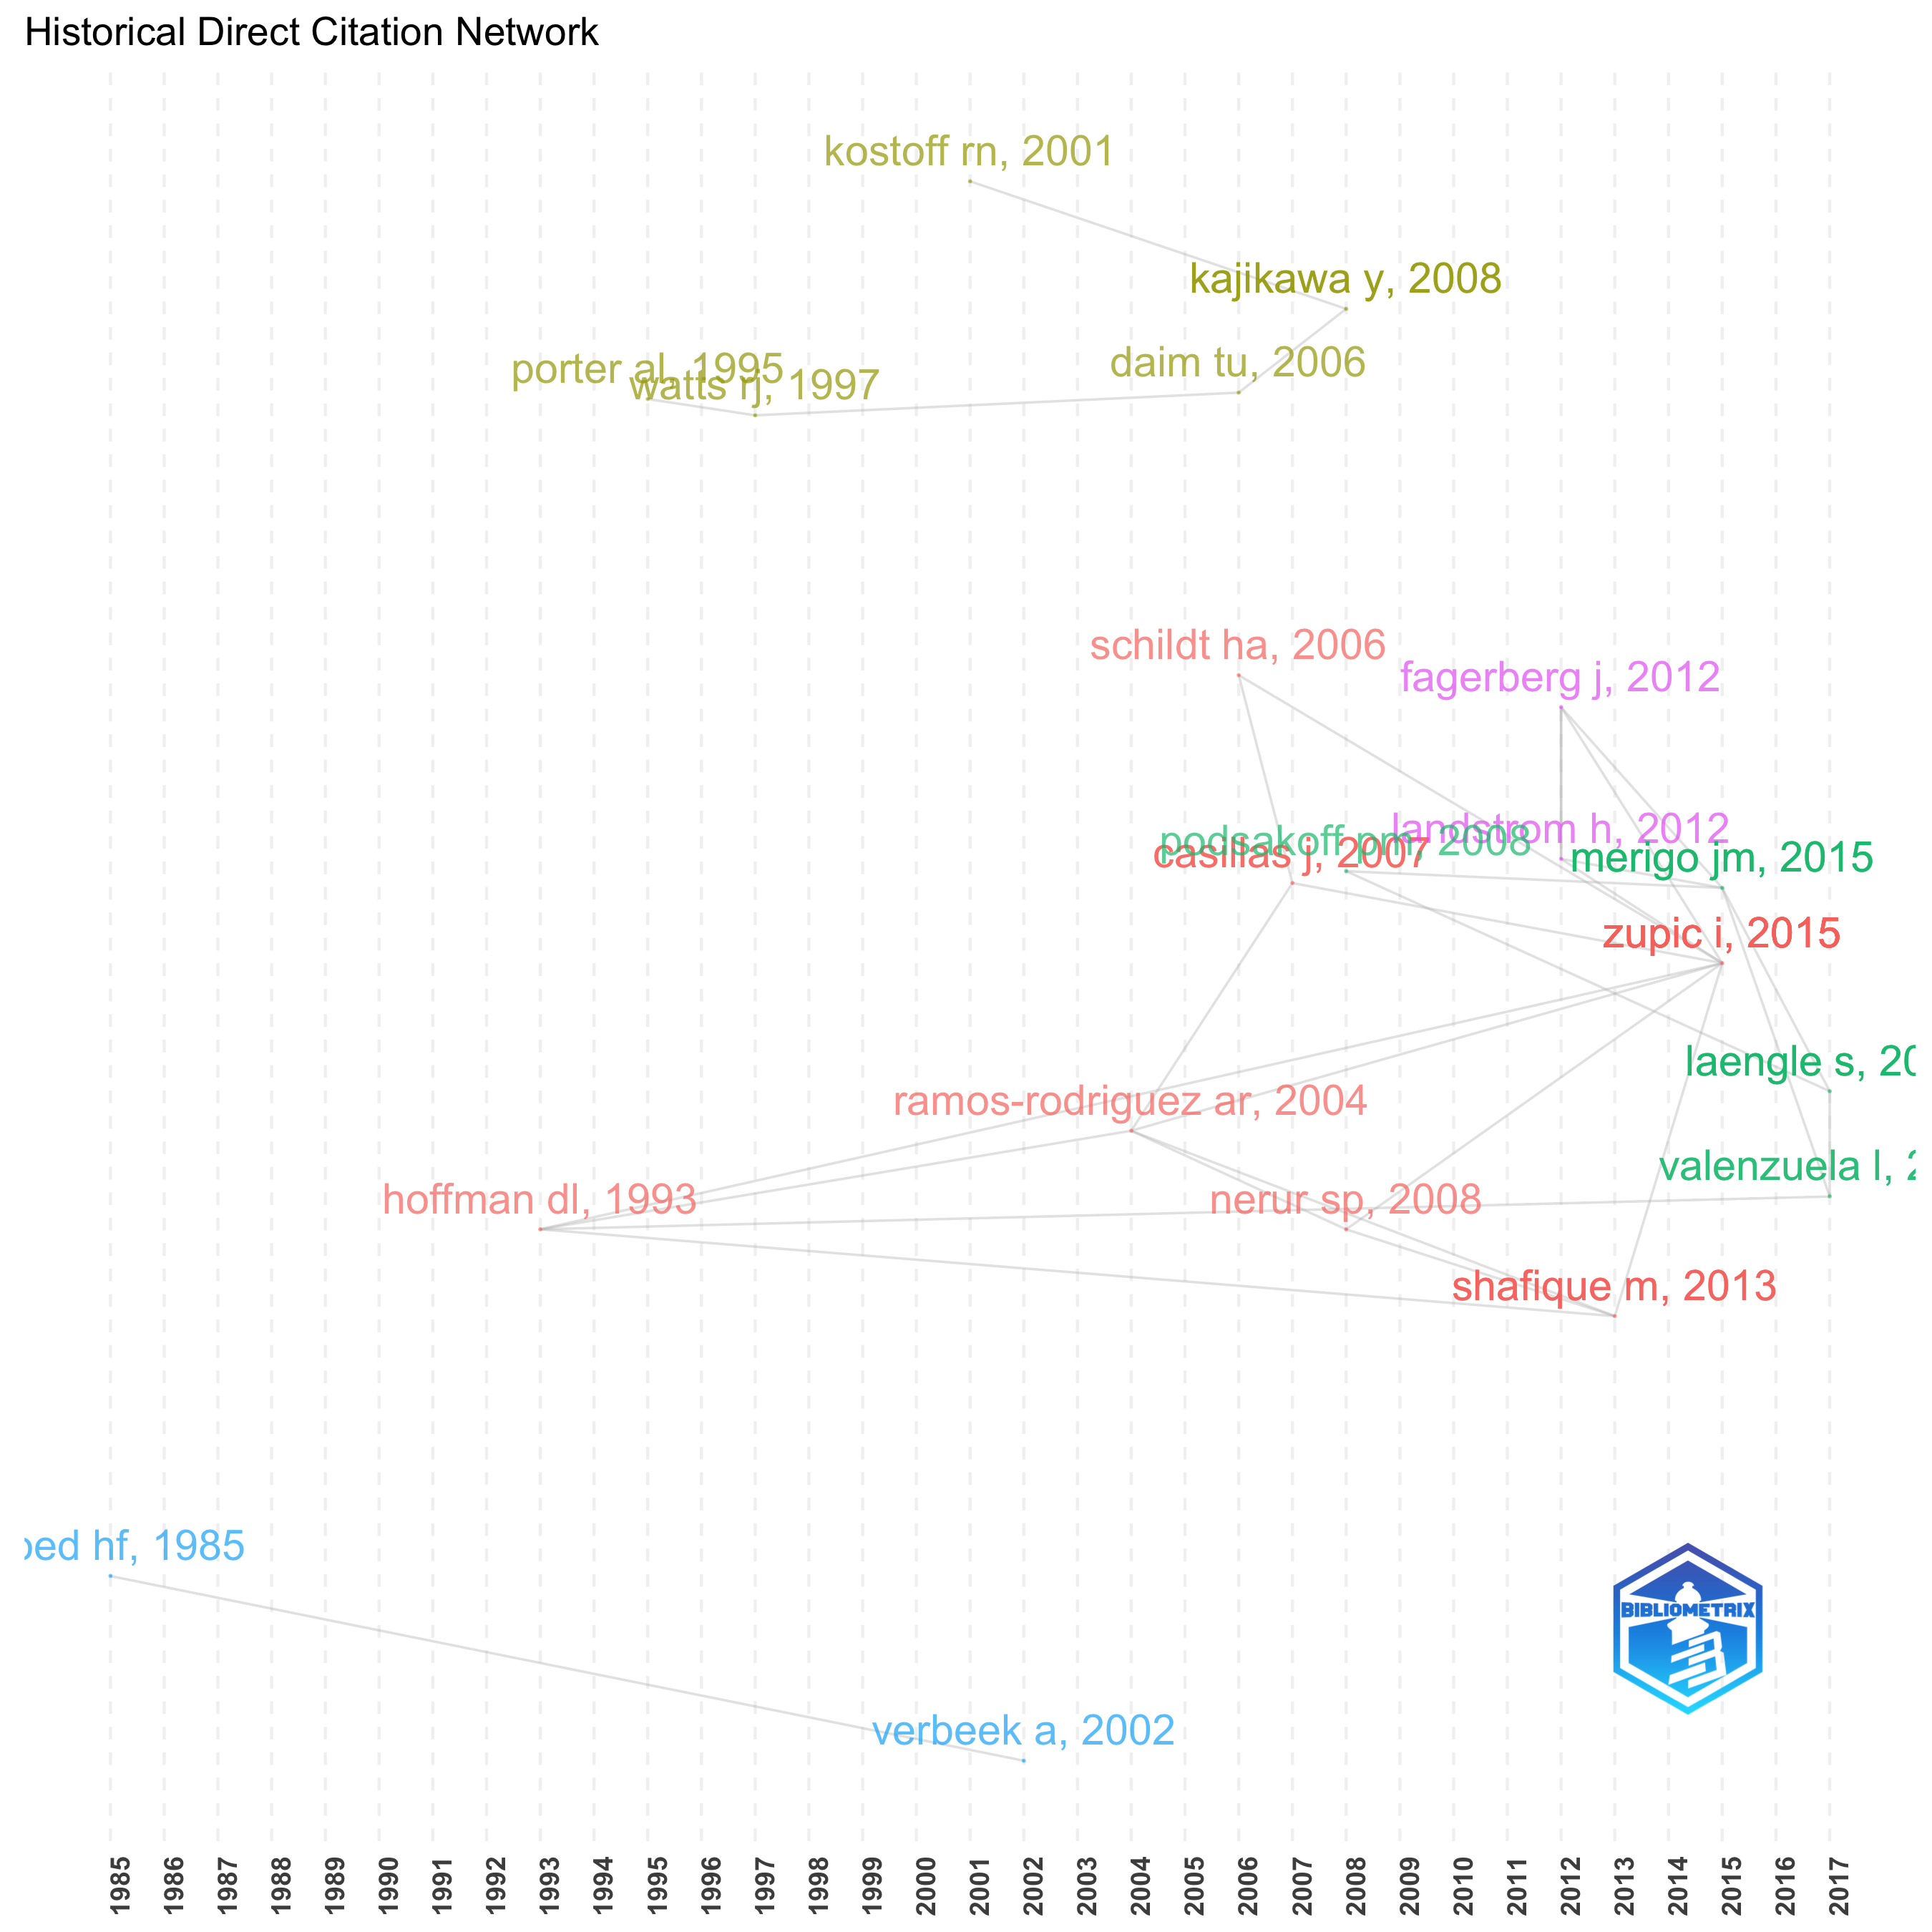 Historical Direct Citation Network
kostoff rn, 2001
kajikawa y, 2008
daim tu, 2006
porter al, 1995
watts rj, 1997
schildt ha, 2006
fagerberg j, 2012
landstrom h, 2012
podsakoff pm, 2008
casillas j, 2007
merigo jm, 2015
zupic i, 2015
laengle s, 20
ramos-rodriguez ar, 2004
valenzuela l, 2
hoffman dl, 1993
nerur sp, 2008
shafique m, 2013
hf, 1985
BIBLIOMETRIX
verbeek a, 2002
1985
1986
1987
1988
1989
1990
1991
1992
1993
1994
1995
1996
1997
1998
1999
2000
2001
2002
2003
2004
2005
2006
2007
2008
2009
2010
2011
2012
2013
2014
2015
2016
2017